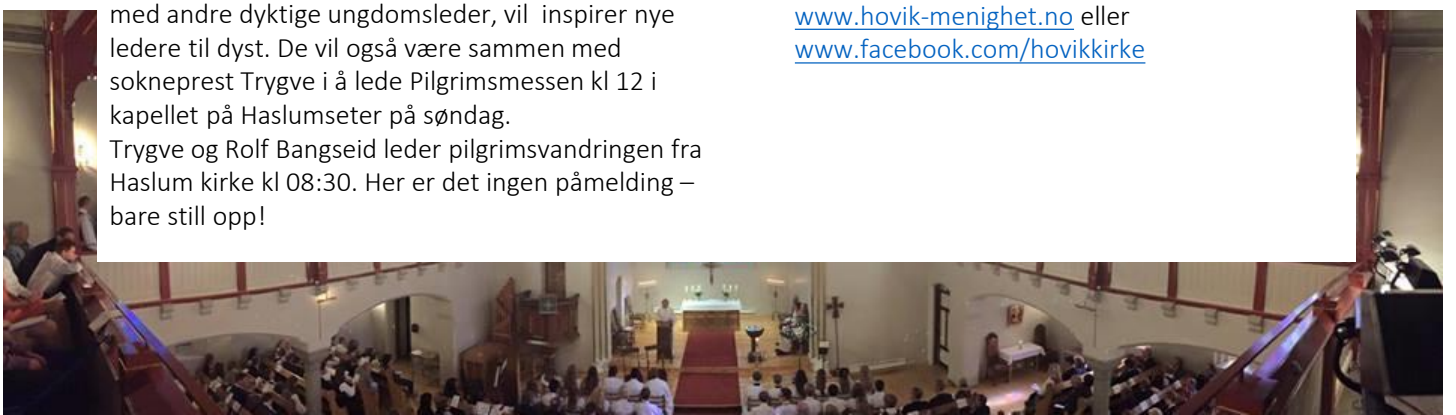 med andre dyktige ungdomsleder, vil  inspirer nye
ledere til dyst. De vil også være sammen med
sokneprest Trygve i å lede Pilgrimsmessen kl 12 i
kapellet på Haslumseter på søndag.
Trygve og Rolf Bangseid leder pilgrimsvandringen fra
Haslum kirke kl 08:30. Her er det ingen påmelding –
bare still opp!
www.hovik-menighet.no eller
www.facebook.com/hovikkirke